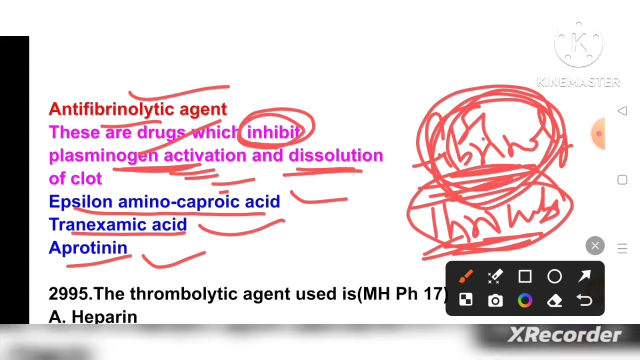 KINEMASTER
Antifibrinolytic agent
These are drugs which inhibit
plasminogen activation and dissolution
of clot
Epsilon amino-caproic acid
Tranexamic acid
Aprotinin
2995.The thrombolytic agent used is(MH Ph 17)
A. Heparin
XRecorder